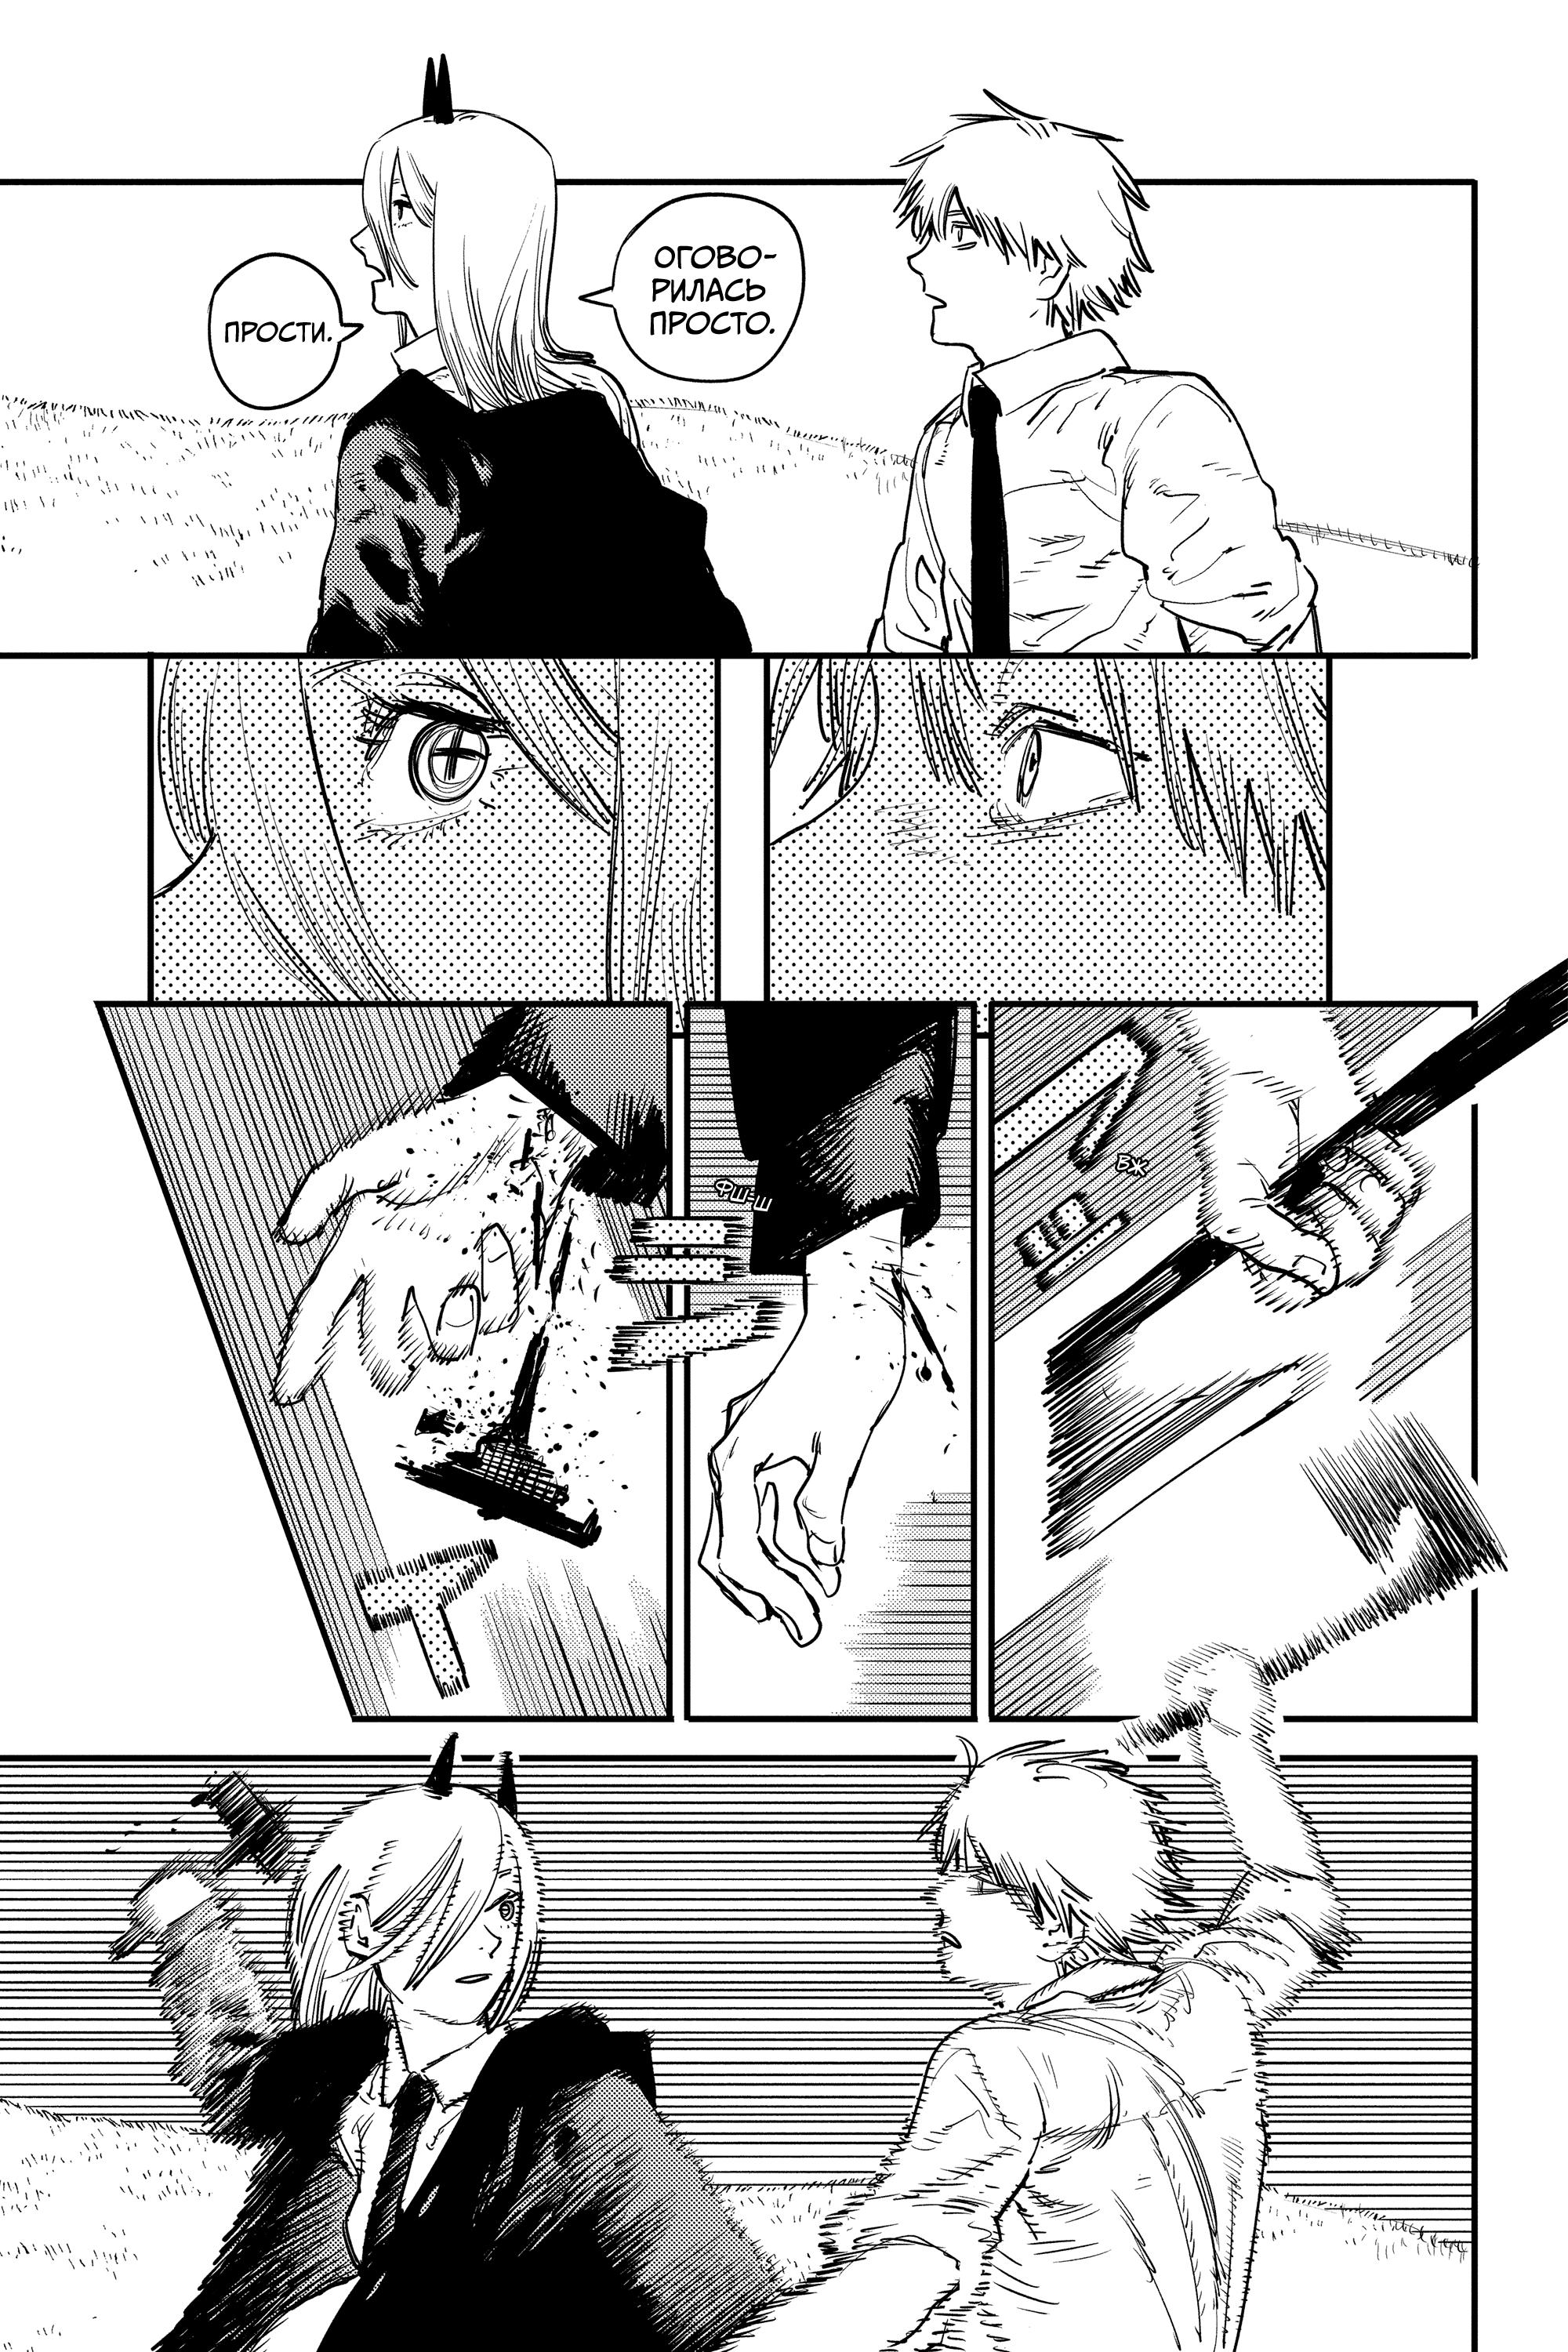 ОГОВО-
РИЛАСЬ
ПРОСТО.
ПРОСТИ.
ВЖ
ФШ-Ш